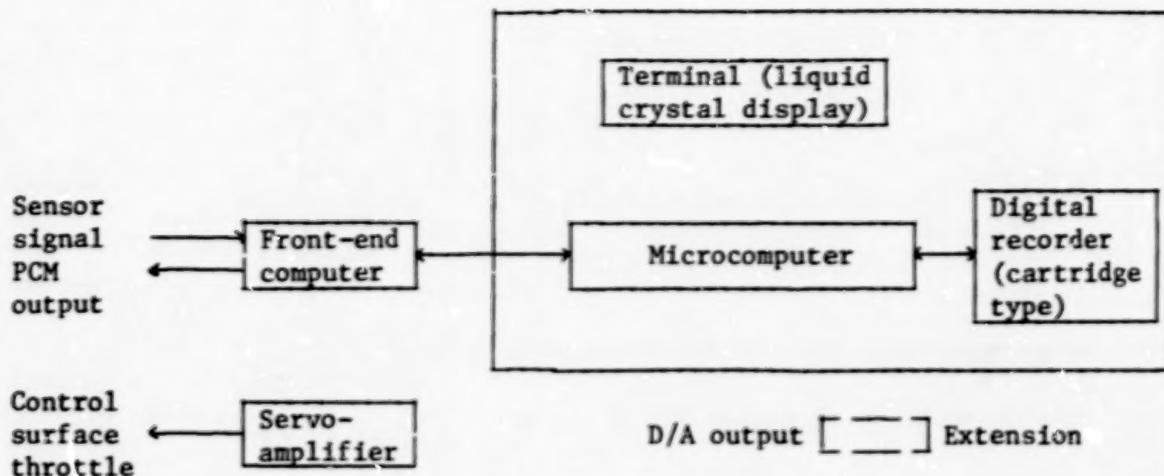 Terminal (liquid
crystal display)
Sensor
signal
PCM
output
Front-end
computer
Microcomputer
Digital
recorder
(cartridge
type)
Control
surface
throttle
Servo-
amplifier
D/A output
Extension